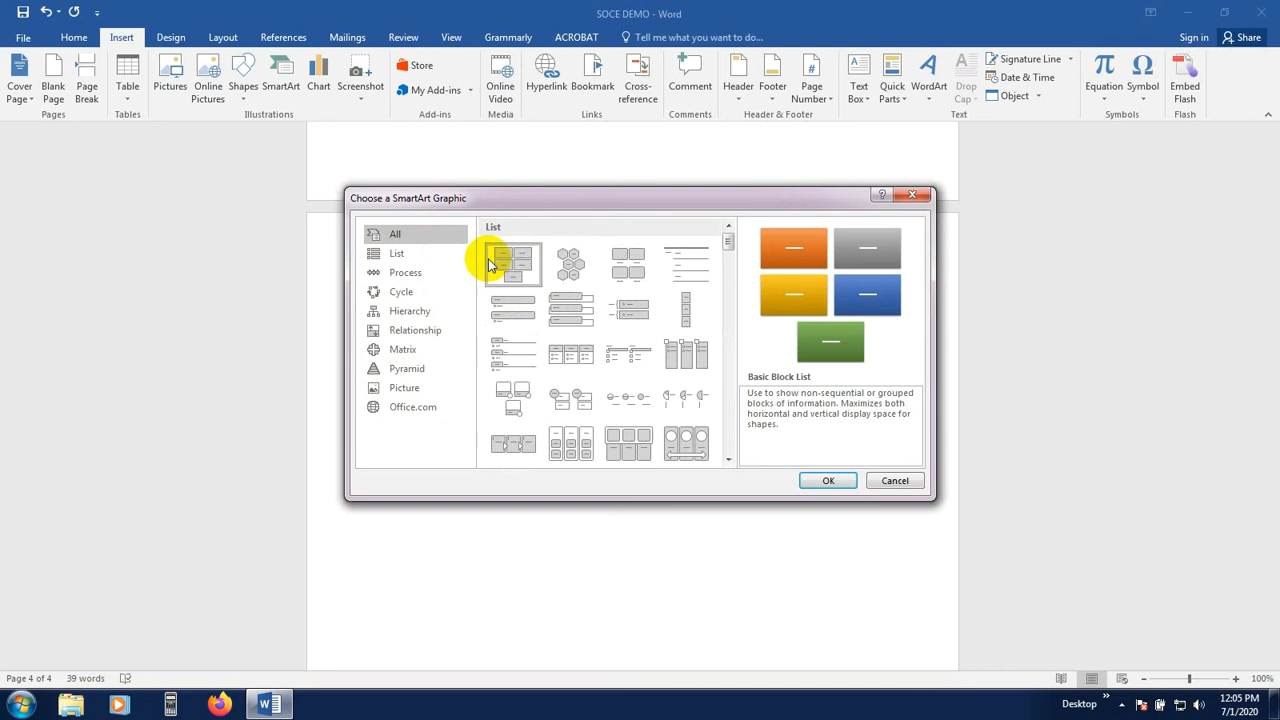 SOCE DEMO - Word
File Home Insert Design Layout References Mailings Review View Grammarly ACROBAT Tell me what you want to do... Sign in Share
Cover Page
Blank Page
Page Break
Pages
Table
Tables
Pictures
Online Pictures
Shapes
SmartArt
Chart
Screenshot
Illustrations
Store
My Add-ins
Add-ins
Online Video
Media
Hyperlink
Bookmark
Cross-reference
Links
Comment
Comments
Header
Footer
Page Number
Header & Footer
Text Box
Quick Parts
WordArt
Drop Cap
Signature Line
Date & Time
Object
Text
π Equation
Ω Symbol
Symbols
Embed Flash
Flash
Choose a SmartArt Graphic
All
List
Process
Cycle
Hierarchy
Relationship
Matrix
Pyramid
Picture
Office.com
List
Basic Block List
Use to show non-sequential or grouped
blocks of information. Maximizes both
horizontal and vertical display space for
shapes.
OK Cancel
Page 4 of 4 39 words 100%
Desktop
12:05 PM
7/1/2020